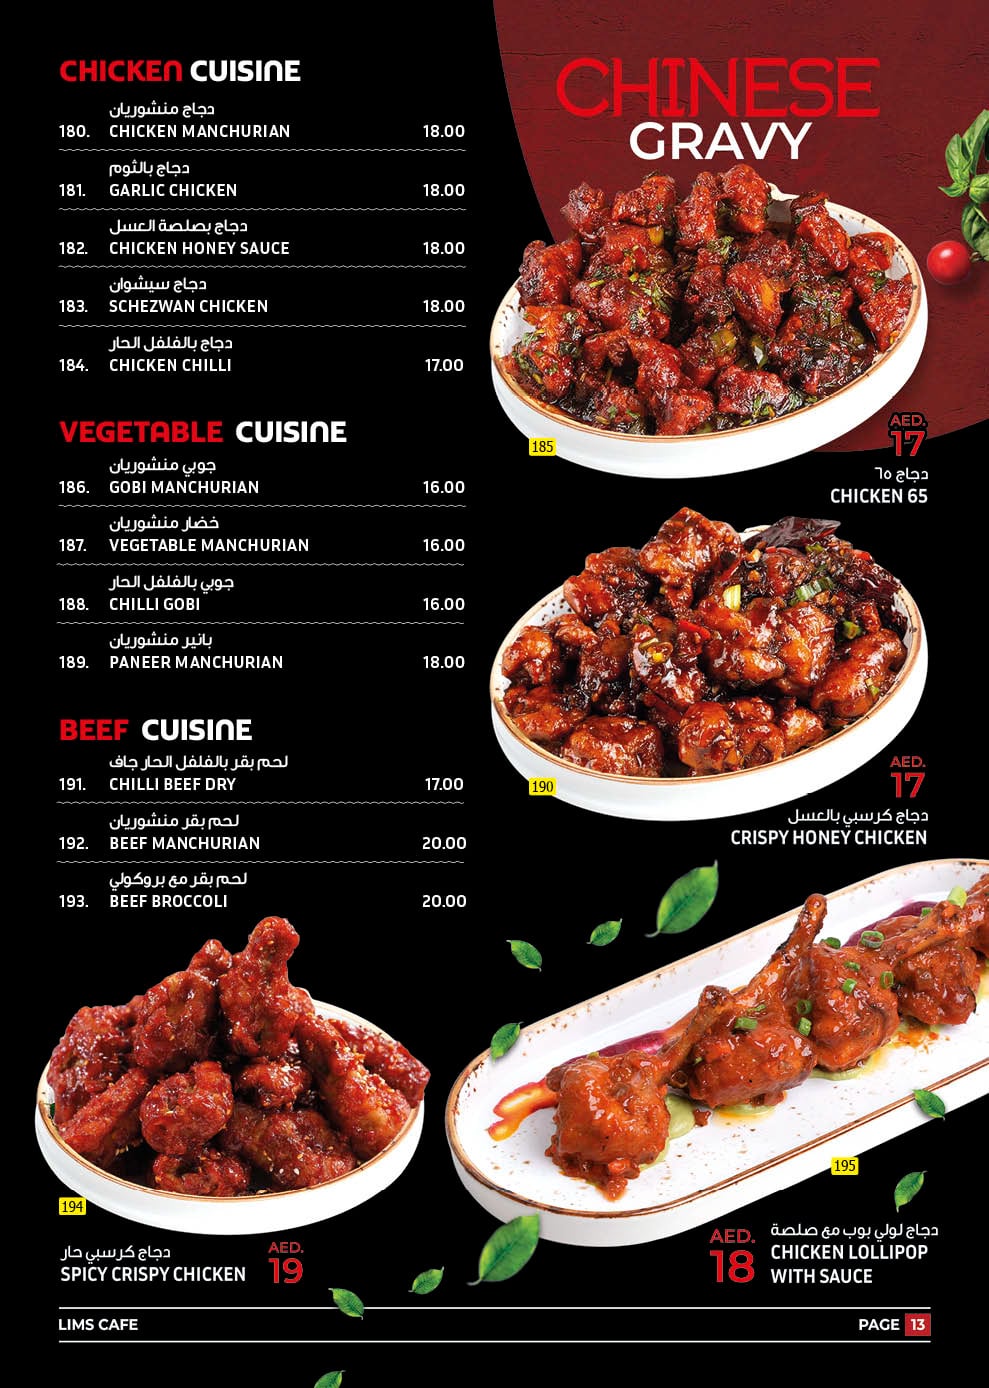 CHICKEN CUISINE
دجاج منشوريان
180. CHICKEN MANCHURIAN 18.00
دجاج بالثوم
181. GARLIC CHICKEN 18.00
دجاج بصلصة العسل
182. CHICKEN HONEY SAUCE 18.00
دجاج سيشوان
183. SCHEZWAN CHICKEN 18.00
دجاج بالفلفل الحار
184. CHICKEN CHILLI 17.00
VEGETABLE CUISINE
جوبي منشوريان
186. GOBI MANCHURIAN 16.00
خضار منشوريان
187. VEGETABLE MANCHURIAN 16.00
جوبي بالفلفل الحار
188. CHILLI GOBI 16.00
بانير منشوريان
189. PANEER MANCHURIAN 18.00
BEEF CUISINE
لحم بقر بالفلفل الحار جاف
191. CHILLI BEEF DRY 17.00
لحم بقر منشوريان
192. BEEF MANCHURIAN 20.00
لحم بقر مع بروكولي
193. BEEF BROCCOLI 20.00
CHINESE
GRAVY
185
AED.
17
دجاج ٦٥
CHICKEN 65
190
AED.
17
دجاج كرسبي بالعسل
CRISPY HONEY CHICKEN
194
دجاج كرسبي حار
SPICY CRISPY CHICKEN
AED.
19
195
AED.
18
دجاج لولي بوب مع صلصة
CHICKEN LOLLIPOP
WITH SAUCE
LIMS CAFE
PAGE 13